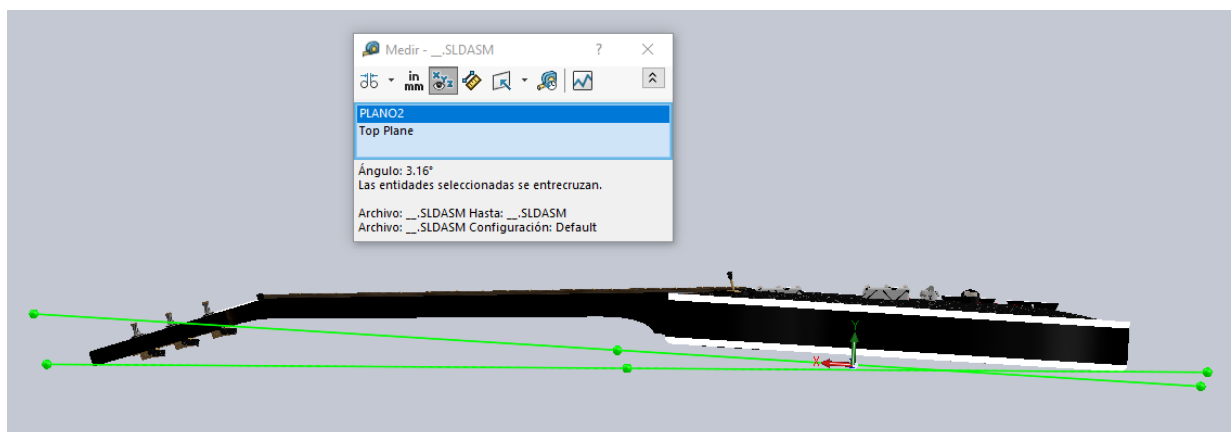 Medir - __.SLDASM ? ×
in
mm
XYZ
PLANO2
Top Plane
Ángulo: 3.16°
Las entidades seleccionadas se entrecruzan.
Archivo: __.SLDASM Hasta: __.SLDASM
Archivo: __.SLDASM Configuración: Default
Y
X